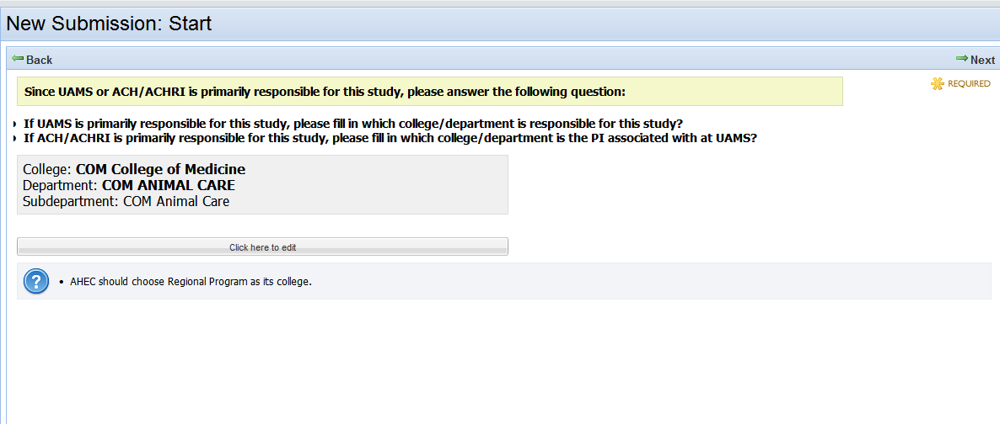 New Submission: Start
Back
Next
Since UAMS or ACH/ACHRI is primarily responsible for this study, please answer the following question:
REQUIRED
If UAMS is primarily responsible for this study, please fill in which college/department is responsible for this study?
If ACH/ACHRI is primarily responsible for this study, please fill in which college/department is the PI associated with at UAMS?
College: COM College of Medicine
Department: COM ANIMAL CARE
Subdepartment: COM Animal Care
Click here to edit
? • AHEC should choose Regional Program as its college.